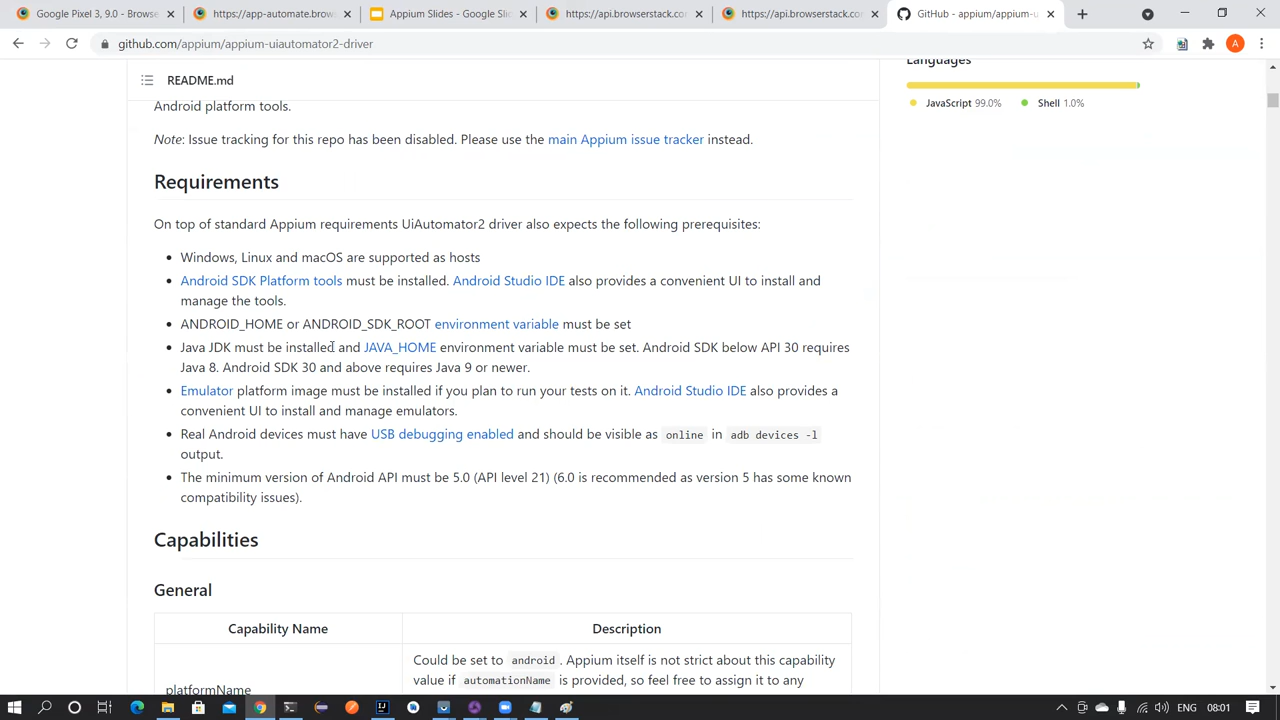 Google Pixel 3, 9.0 - Browse
https://app-automate.brow
Appium Slides - Google Sli
https://api.browserstack.co
https://api.browserstack.co
GitHub - appium/appium-u
github.com/appium/appium-uiautomator2-driver
A
README.md
Languages
JavaScript 99.0% Shell 1.0%
Android platform tools.
Note: Issue tracking for this repo has been disabled. Please use the main Appium issue tracker instead.
Requirements
On top of standard Appium requirements UiAutomator2 driver also expects the following prerequisites:
• Windows, Linux and macOS are supported as hosts
• Android SDK Platform tools must be installed. Android Studio IDE also provides a convenient UI to install and
manage the tools.
• ANDROID_HOME or ANDROID_SDK_ROOT environment variable must be set
• Java JDK must be installed and JAVA_HOME environment variable must be set. Android SDK below API 30 requires
Java 8. Android SDK 30 and above requires Java 9 or newer.
• Emulator platform image must be installed if you plan to run your tests on it. Android Studio IDE also provides a
convenient UI to install and manage emulators.
• Real Android devices must have USB debugging enabled and should be visible as online in adb devices -l
output.
• The minimum version of Android API must be 5.0 (API level 21) (6.0 is recommended as version 5 has some known
compatibility issues).
Capabilities
General
Capability Name Description
Could be set to android . Appium itself is not strict about this capability
value if automationName is provided, so feel free to assign it to any
platformName
ENG 08:01